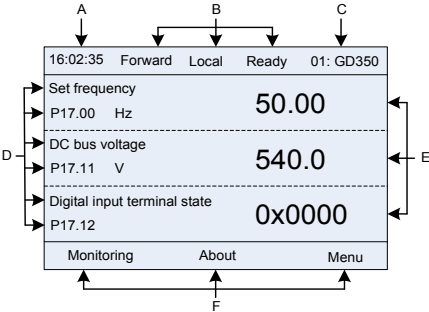 A B C
16:02:35 Forward Local Ready 01: GD350
Set frequency
P17.00 Hz 50.00
DC bus voltage
D E
P17.11 V 540.0
Digital input terminal state
P17.12 0x0000
Monitoring About Menu
F